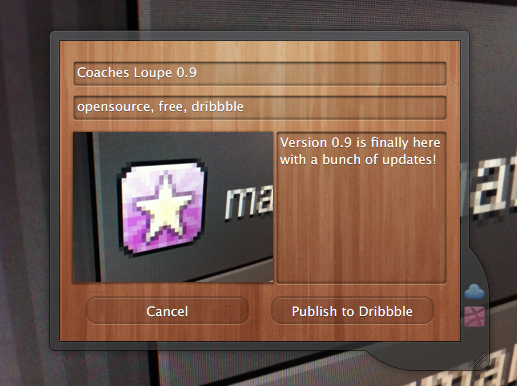 Coaches Loupe 0.9
opensource, free, dribbble
Version 0.9 is finally here
with a bunch of updates!
ma
Cancel
Publish to Dribbble